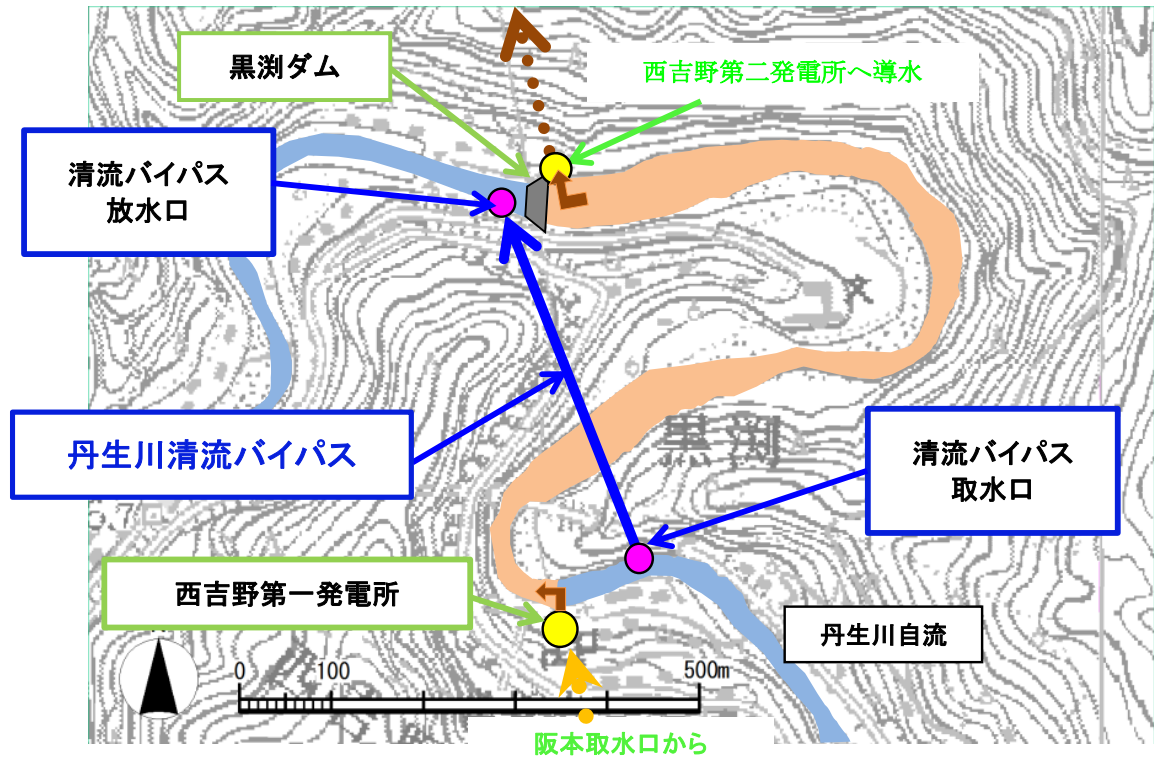 黒渕ダム
西吉野第二発電所へ導水
清流バイパス
放水口
丹生川清流バイパス
黒渕
清流バイパス
取水口
西吉野第一発電所
丹生川自流
0 100 500m
阪本取水口から